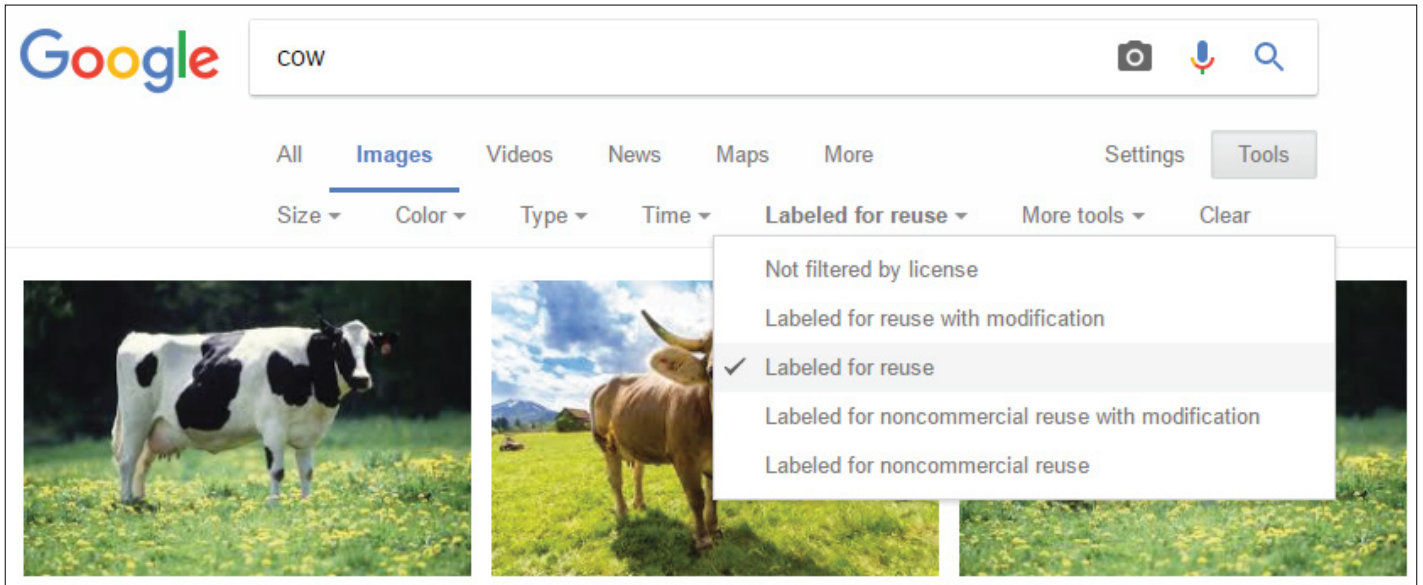 Google cow
All Images Videos News Maps More Settings Tools
Size Color Type Time Labeled for reuse More tools Clear
Not filtered by license
Labeled for reuse with modification
Labeled for reuse
Labeled for noncommercial reuse with modification
Labeled for noncommercial reuse